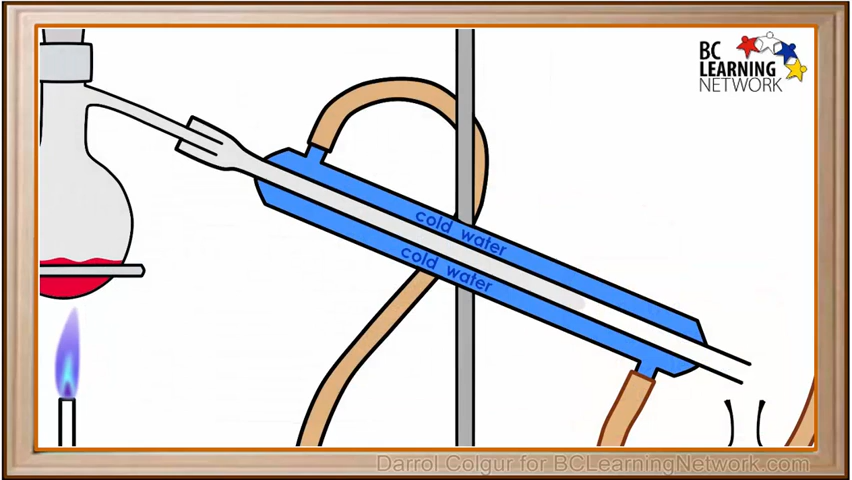 BC
LEARNING
NETWORK
cold water
cold water
Darrol Colgur for BCLearningNetwork.com